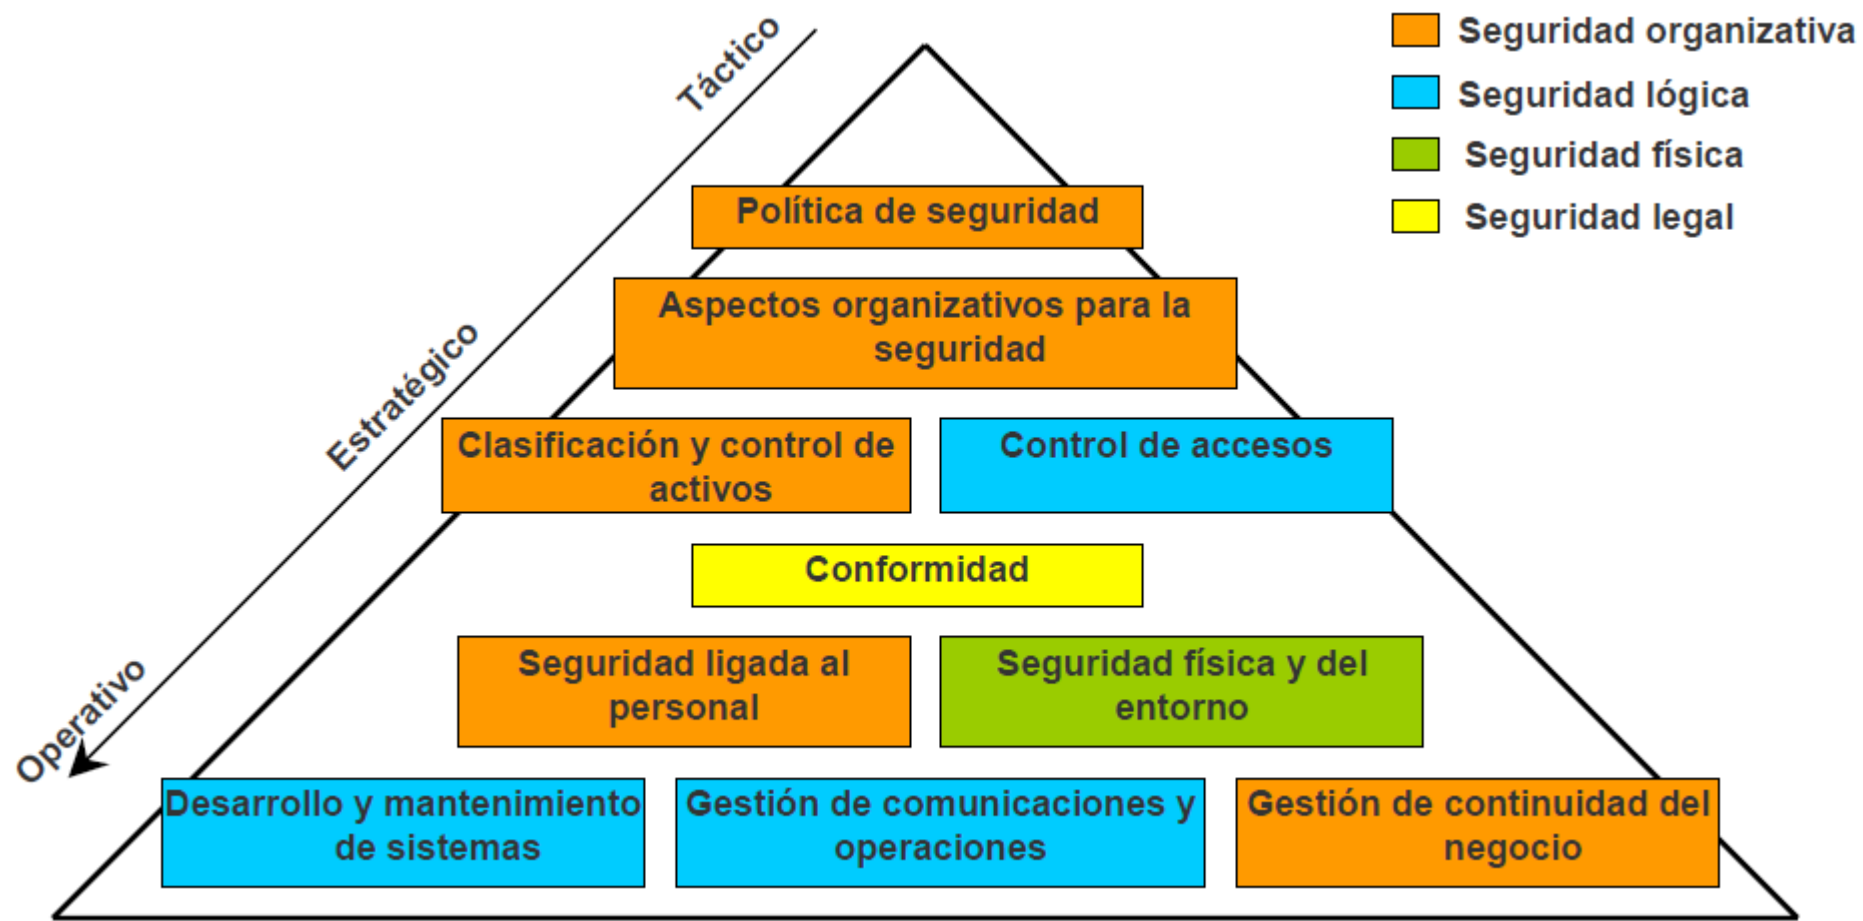 Táctico
Estratégico
Operativo
Seguridad organizativa
Seguridad lógica
Seguridad física
Seguridad legal
Política de seguridad
Aspectos organizativos para la
seguridad
Clasificación y control de
activos
Control de accesos
Conformidad
Seguridad ligada al
personal
Seguridad física y del
entorno
Desarrollo y mantenimiento
de sistemas
Gestión de comunicaciones y
operaciones
Gestión de continuidad del
negocio